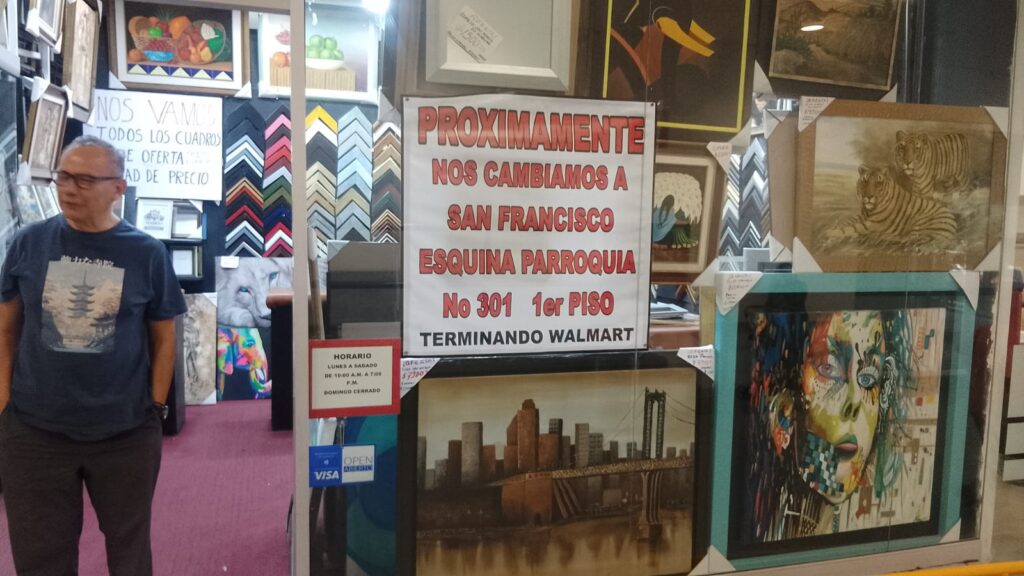 NOS VAMOS
TODOS LOS CUADROS
OFERTA
AD DE PRECIO
PROXIMAMENTE
NOS CAMBIAMOS A
SAN FRANCISCO
ESQUINA PARROQUIA
No 301 1er PISO
TERMINANDO WALMART
HORARIO
LUNES A SABADO
DE 10:00 A.M. A 7:00
P.M.
DOMINGO CERRADO
VISA
OPEN
ABIERTO